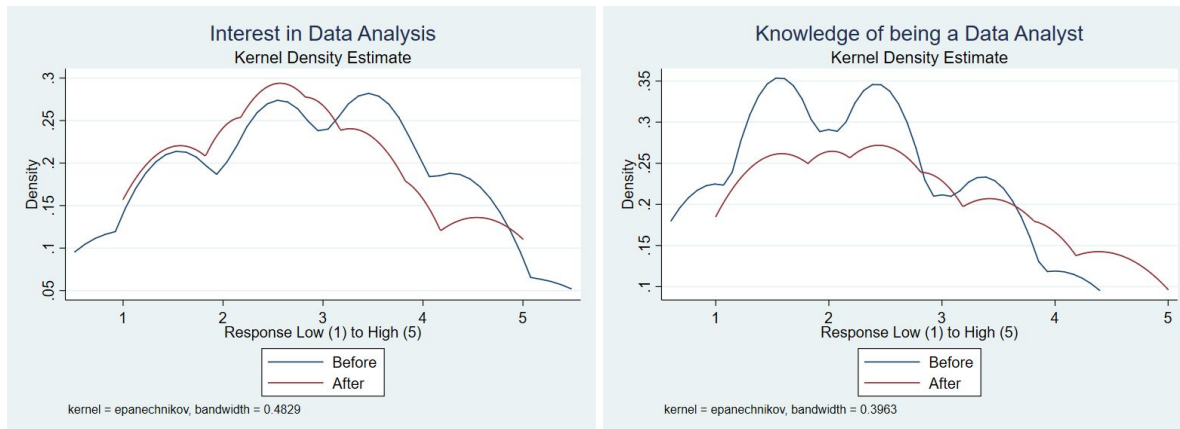 Interest in Data Analysis
Kernel Density Estimate
Density
.3
.25
.2
.15
.1
.05
1 2 3 4 5
Response Low (1) to High (5)
Before
After
kernel = epanechnikov, bandwidth = 0.4829
Knowledge of being a Data Analyst
Kernel Density Estimate
Density
.35
.3
.25
.2
.15
.1
1 2 3 4 5
Response Low (1) to High (5)
Before
After
kernel = epanechnikov, bandwidth = 0.3963